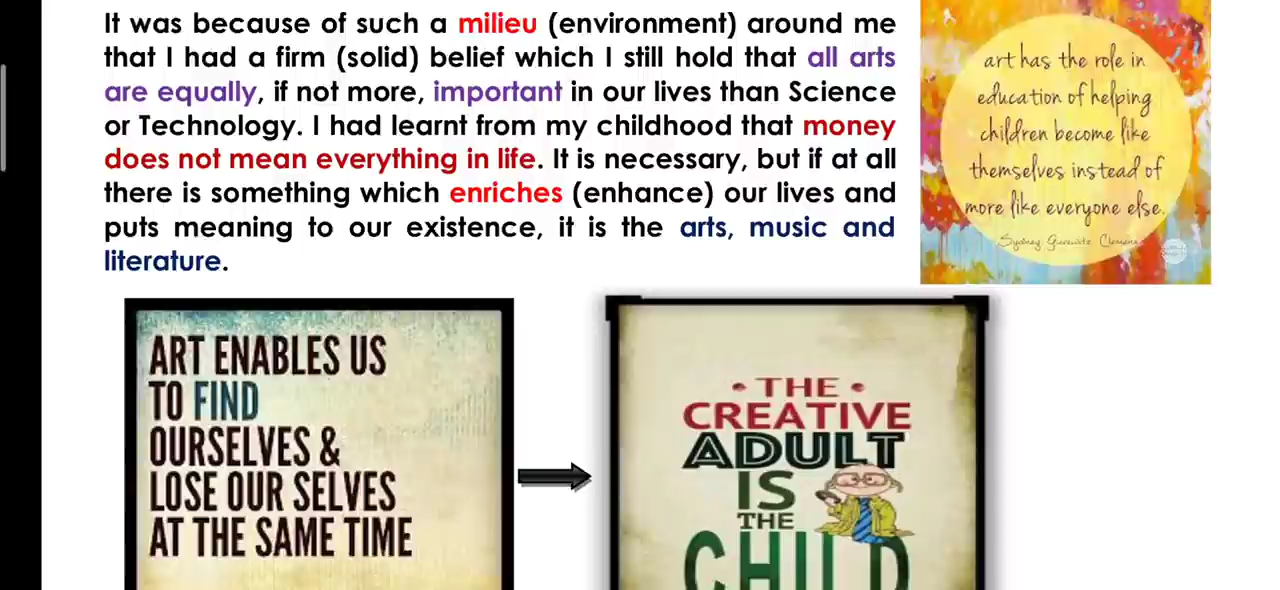 It was because of such a milieu (environment) around me
that I had a firm (solid) belief which I still hold that all arts
are equally, if not more, important in our lives than Science
or Technology. I had learnt from my childhood that money
does not mean everything in life. It is necessary, but if at all
there is something which enriches (enhance) our lives and
puts meaning to our existence, it is the arts, music and
literature.
art has the role in
education of helping
children become like
themselves instead of
more like everyone else.
Sydney Gurewitz Clemens
ART ENABLES US
TO FIND
OURSELVES &
LOSE OUR SELVES
AT THE SAME TIME
• THE •
CREATIVE
ADULT
IS
THE
CHILD